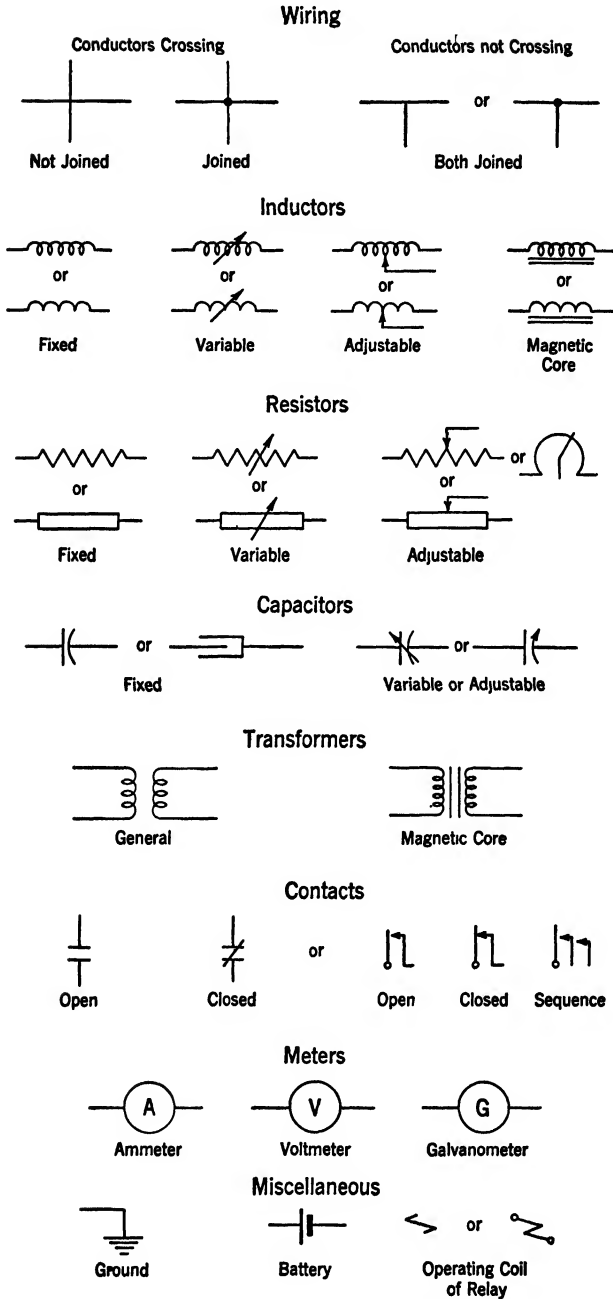 Wiring
Conductors Crossing
Conductors not Crossing
or
Not Joined
Joined
Both Joined
Inductors
or
or
or
or
Fixed
Variable
Adjustable
Magnetic
Core
Resistors
or
or
or
or
Fixed
Variable
Adjustable
Capacitors
or
or
Fixed
Variable or Adjustable
Transformers
General
Magnetic Core
Contacts
or
Open
Closed
Open
Closed
Sequence
Meters
A
V
G
Ammeter
Voltmeter
Galvanometer
Miscellaneous
or
Ground
Battery
Operating Coil
of Relay